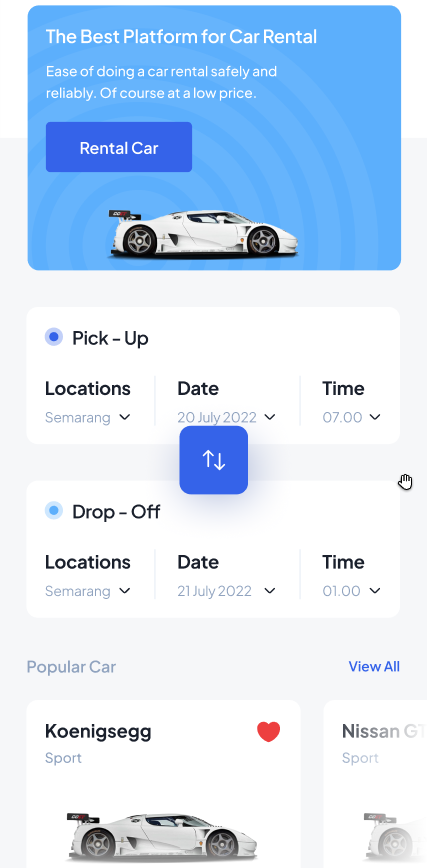 The Best Platform for Car Rental
Ease of doing a car rental safely and
reliably. Of course at a low price.
Rental Car
Pick - Up
Locations Date Time
Semarang 20 July 2022 07.00
Drop - Off
Locations Date Time
Semarang 21 July 2022 01.00
Popular Car View All
Koenigsegg Nissan GT
Sport Sport